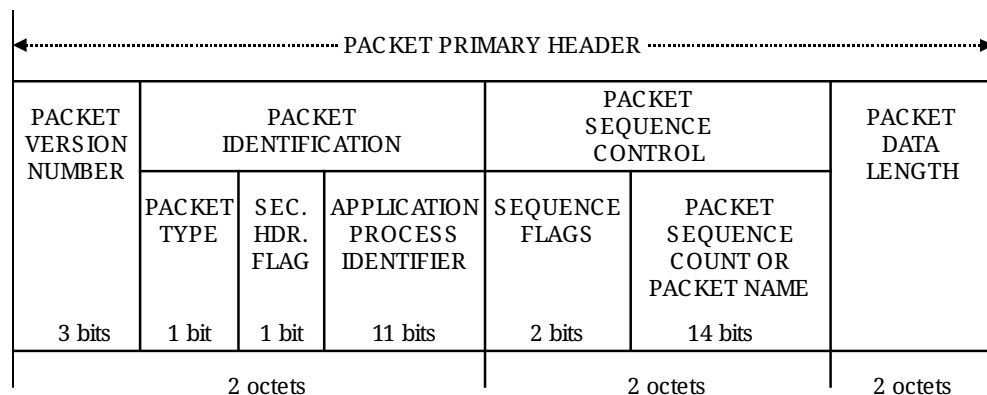 PACKET PRIMARY HEADER
PACKET
VERSION
NUMBER
3 bits
PACKET
IDENTIFICATION
PACKET
TYPE
1 bit
SEC.
HDR.
FLAG
1 bit
APPLICATION
PROCESS
IDENTIFIER
11 bits
PACKET
SEQUENCE
CONTROL
SEQUENCE
FLAGS
2 bits
PACKET
SEQUENCE
COUNT OR
PACKET NAME
14 bits
PACKET
DATA
LENGTH
2 octets
2 octets
2 octets